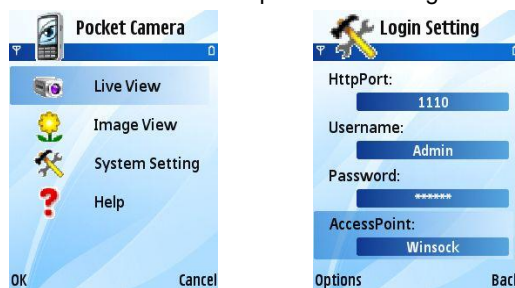 Pocket Camera
Live View
Image View
System Setting
Help
OK
Cancel
Login Setting
HttpPort:
1110
Username:
Admin
Password:
******
AccessPoint:
Winsock
Options
Back